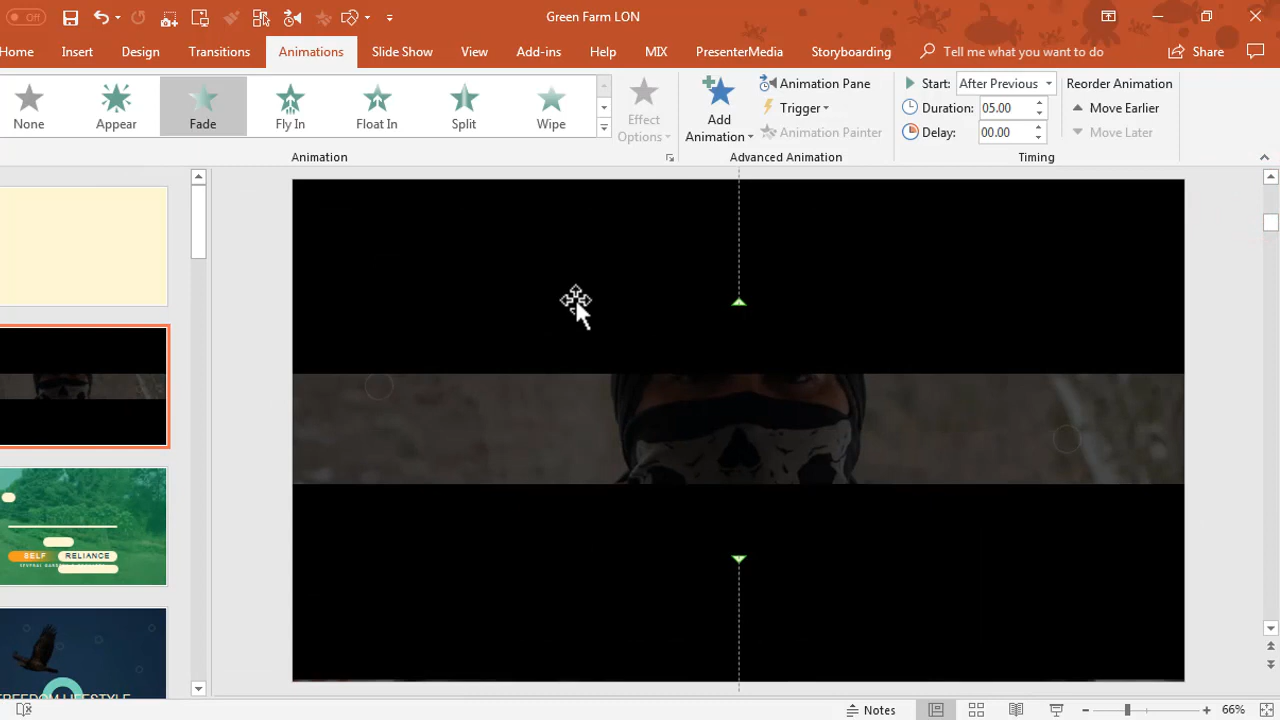 Off
Green Farm LON
Home Insert Design Transitions Animations Slide Show View Add-ins Help MIX PresenterMedia Storyboarding Tell me what you want to do Share
None Appear Fade Fly In Float In Split Wipe
Effect Options
Add Animation
Animation Pane
Trigger
Animation Painter
Start: After Previous
Duration: 05.00
Delay: 00.00
Reorder Animation
Move Earlier
Move Later
Animation Advanced Animation Timing
SELF RELIANCE
FREEDOM LIFESTYLE
Notes 66%